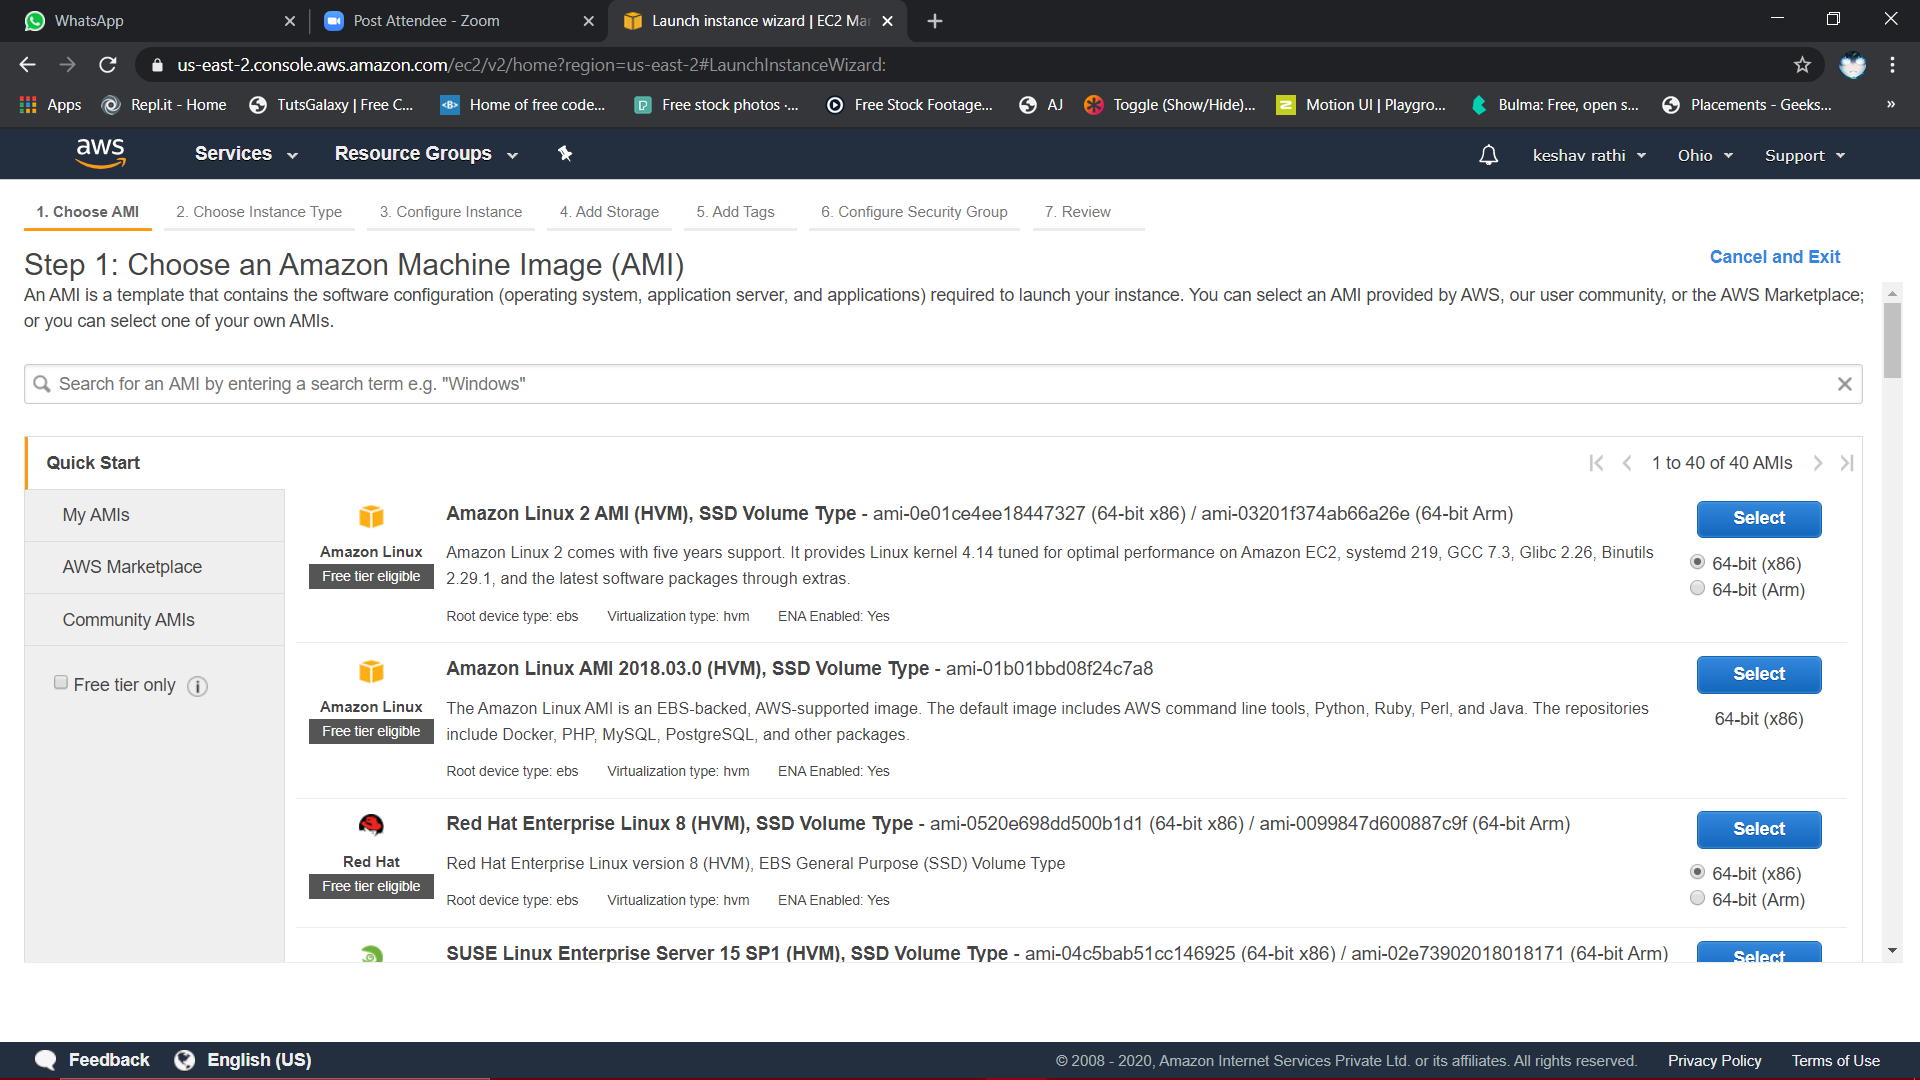 WhatsApp
Post Attendee - Zoom
Launch instance wizard | EC2 Ma
us-east-2.console.aws.amazon.com/ec2/v2/home?region=us-east-2#LaunchInstanceWizard:
Apps Repl.it - Home TutsGalaxy | Free C... Home of free code... Free stock photos ·... Free Stock Footage... AJ Toggle (Show/Hide)... Motion UI | Playgro... Bulma: Free, open s... Placements - Geeks... »
aws Services Resource Groups keshav rathi Ohio Support
1. Choose AMI 2. Choose Instance Type 3. Configure Instance 4. Add Storage 5. Add Tags 6. Configure Security Group 7. Review
Step 1: Choose an Amazon Machine Image (AMI)
Cancel and Exit
An AMI is a template that contains the software configuration (operating system, application server, and applications) required to launch your instance. You can select an AMI provided by AWS, our user community, or the AWS Marketplace;
or you can select one of your own AMIs.
Search for an AMI by entering a search term e.g. "Windows"
Quick Start
1 to 40 of 40 AMIs
My AMIs
AWS Marketplace
Community AMIs
Free tier only
Amazon Linux
Free tier eligible
Amazon Linux 2 AMI (HVM), SSD Volume Type - ami-0e01ce4ee18447327 (64-bit x86) / ami-03201f374ab66a26e (64-bit Arm)
Amazon Linux 2 comes with five years support. It provides Linux kernel 4.14 tuned for optimal performance on Amazon EC2, systemd 219, GCC 7.3, Glibc 2.26, Binutils
2.29.1, and the latest software packages through extras.
Root device type: ebs Virtualization type: hvm ENA Enabled: Yes
Select
64-bit (x86)
64-bit (Arm)
Amazon Linux
Free tier eligible
Amazon Linux AMI 2018.03.0 (HVM), SSD Volume Type - ami-01b01bbd08f24c7a8
The Amazon Linux AMI is an EBS-backed, AWS-supported image. The default image includes AWS command line tools, Python, Ruby, Perl, and Java. The repositories
include Docker, PHP, MySQL, PostgreSQL, and other packages.
Root device type: ebs Virtualization type: hvm ENA Enabled: Yes
Select
64-bit (x86)
Red Hat
Free tier eligible
Red Hat Enterprise Linux 8 (HVM), SSD Volume Type - ami-0520e698dd500b1d1 (64-bit x86) / ami-0099847d600887c9f (64-bit Arm)
Red Hat Enterprise Linux version 8 (HVM), EBS General Purpose (SSD) Volume Type
Root device type: ebs Virtualization type: hvm ENA Enabled: Yes
Select
64-bit (x86)
64-bit (Arm)
SUSE Linux Enterprise Server 15 SP1 (HVM), SSD Volume Type - ami-04c5bab51cc146925 (64-bit x86) / ami-02e73902018018171 (64-bit Arm)
Select
Feedback English (US) © 2008 - 2020, Amazon Internet Services Private Ltd. or its affiliates. All rights reserved. Privacy Policy Terms of Use